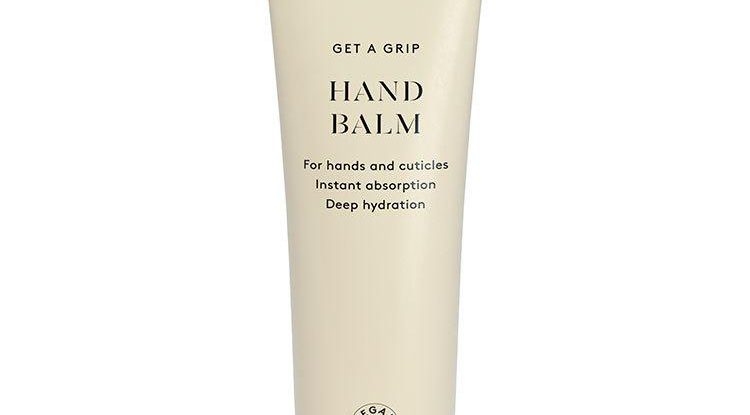 GET A GRIP
HAND
BALM
For hands and cuticles
Instant absorption
Deep hydration